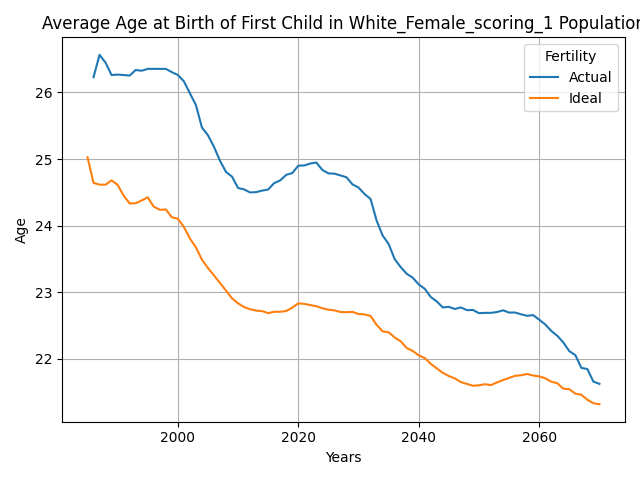 Average Age at Birth of First Child in White_Female_scoring_1 Population
Fertility
Actual
Ideal
26
25
24
23
22
Age
2000
2020
2040
2060
Years